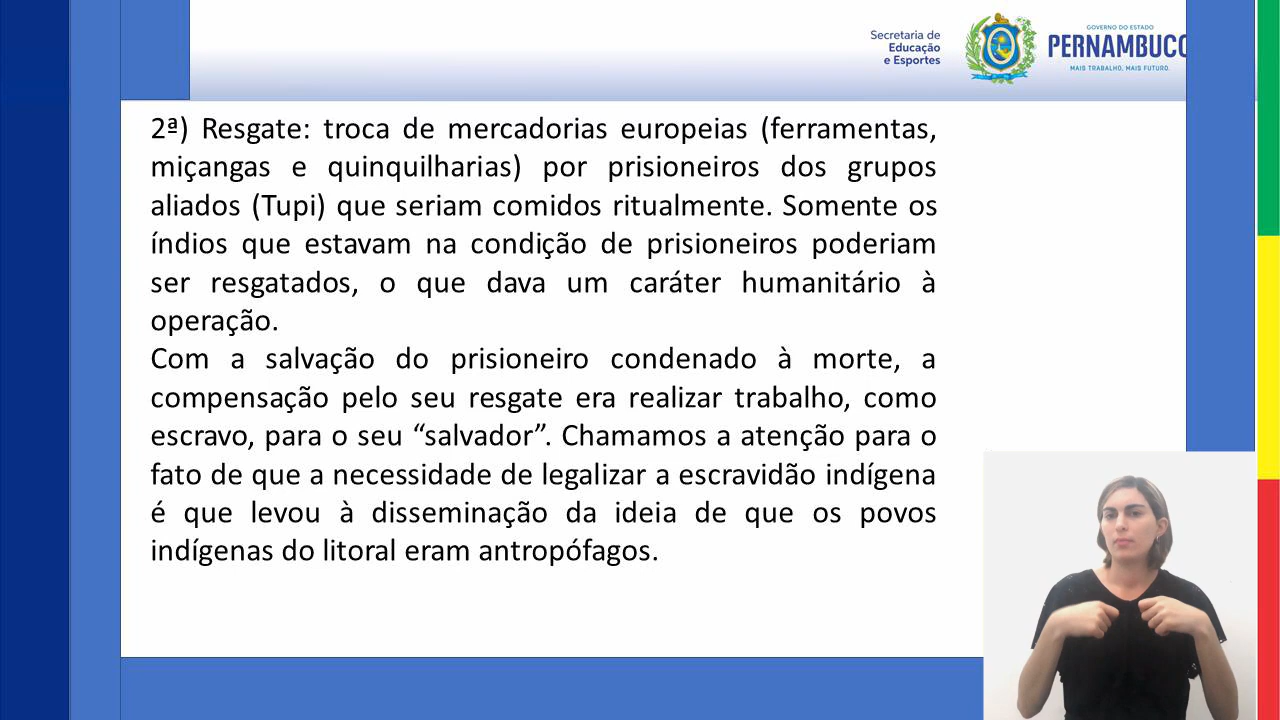 Secretaria de
Educação
e Esportes
GOVERNO DO ESTADO
PERNAMBUCO
MAIS TRABALHO, MAIS FUTURO.
2ª) Resgate: troca de mercadorias europeias (ferramentas,
miçangas e quinquilharias) por prisioneiros dos grupos
aliados (Tupi) que seriam comidos ritualmente. Somente os
índios que estavam na condição de prisioneiros poderiam
ser resgatados, o que dava um caráter humanitário à
operação.
Com a salvação do prisioneiro condenado à morte, a
compensação pelo seu resgate era realizar trabalho, como
escravo, para o seu “salvador”. Chamamos a atenção para o
fato de que a necessidade de legalizar a escravidão indígena
é que levou à disseminação da ideia de que os povos
indígenas do litoral eram antropófagos.